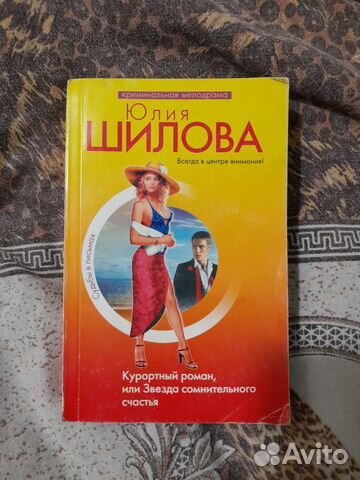 криминальная мелодрама
Юлия
ШИЛОВА
Всегда в центре внимания!
Судьбы в письмах
Курортный роман,
или Звезда сомнительного
счастья
Avito